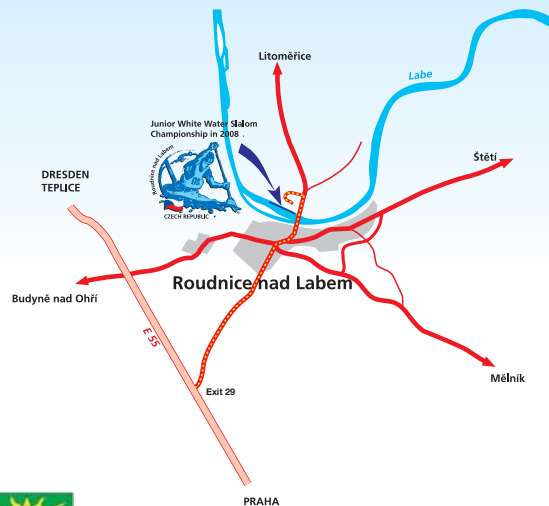 Litoměřice
Labe
Junior White Water Slalom
Championship in 2008 .
Roudnice nad Labem
CZECH REPUBLIC
Štětí
DRESDEN
TEPLICE
Roudnice nad Labem
Budyně nad Ohří
E 55
Exit 29
Mělník
PRAHA